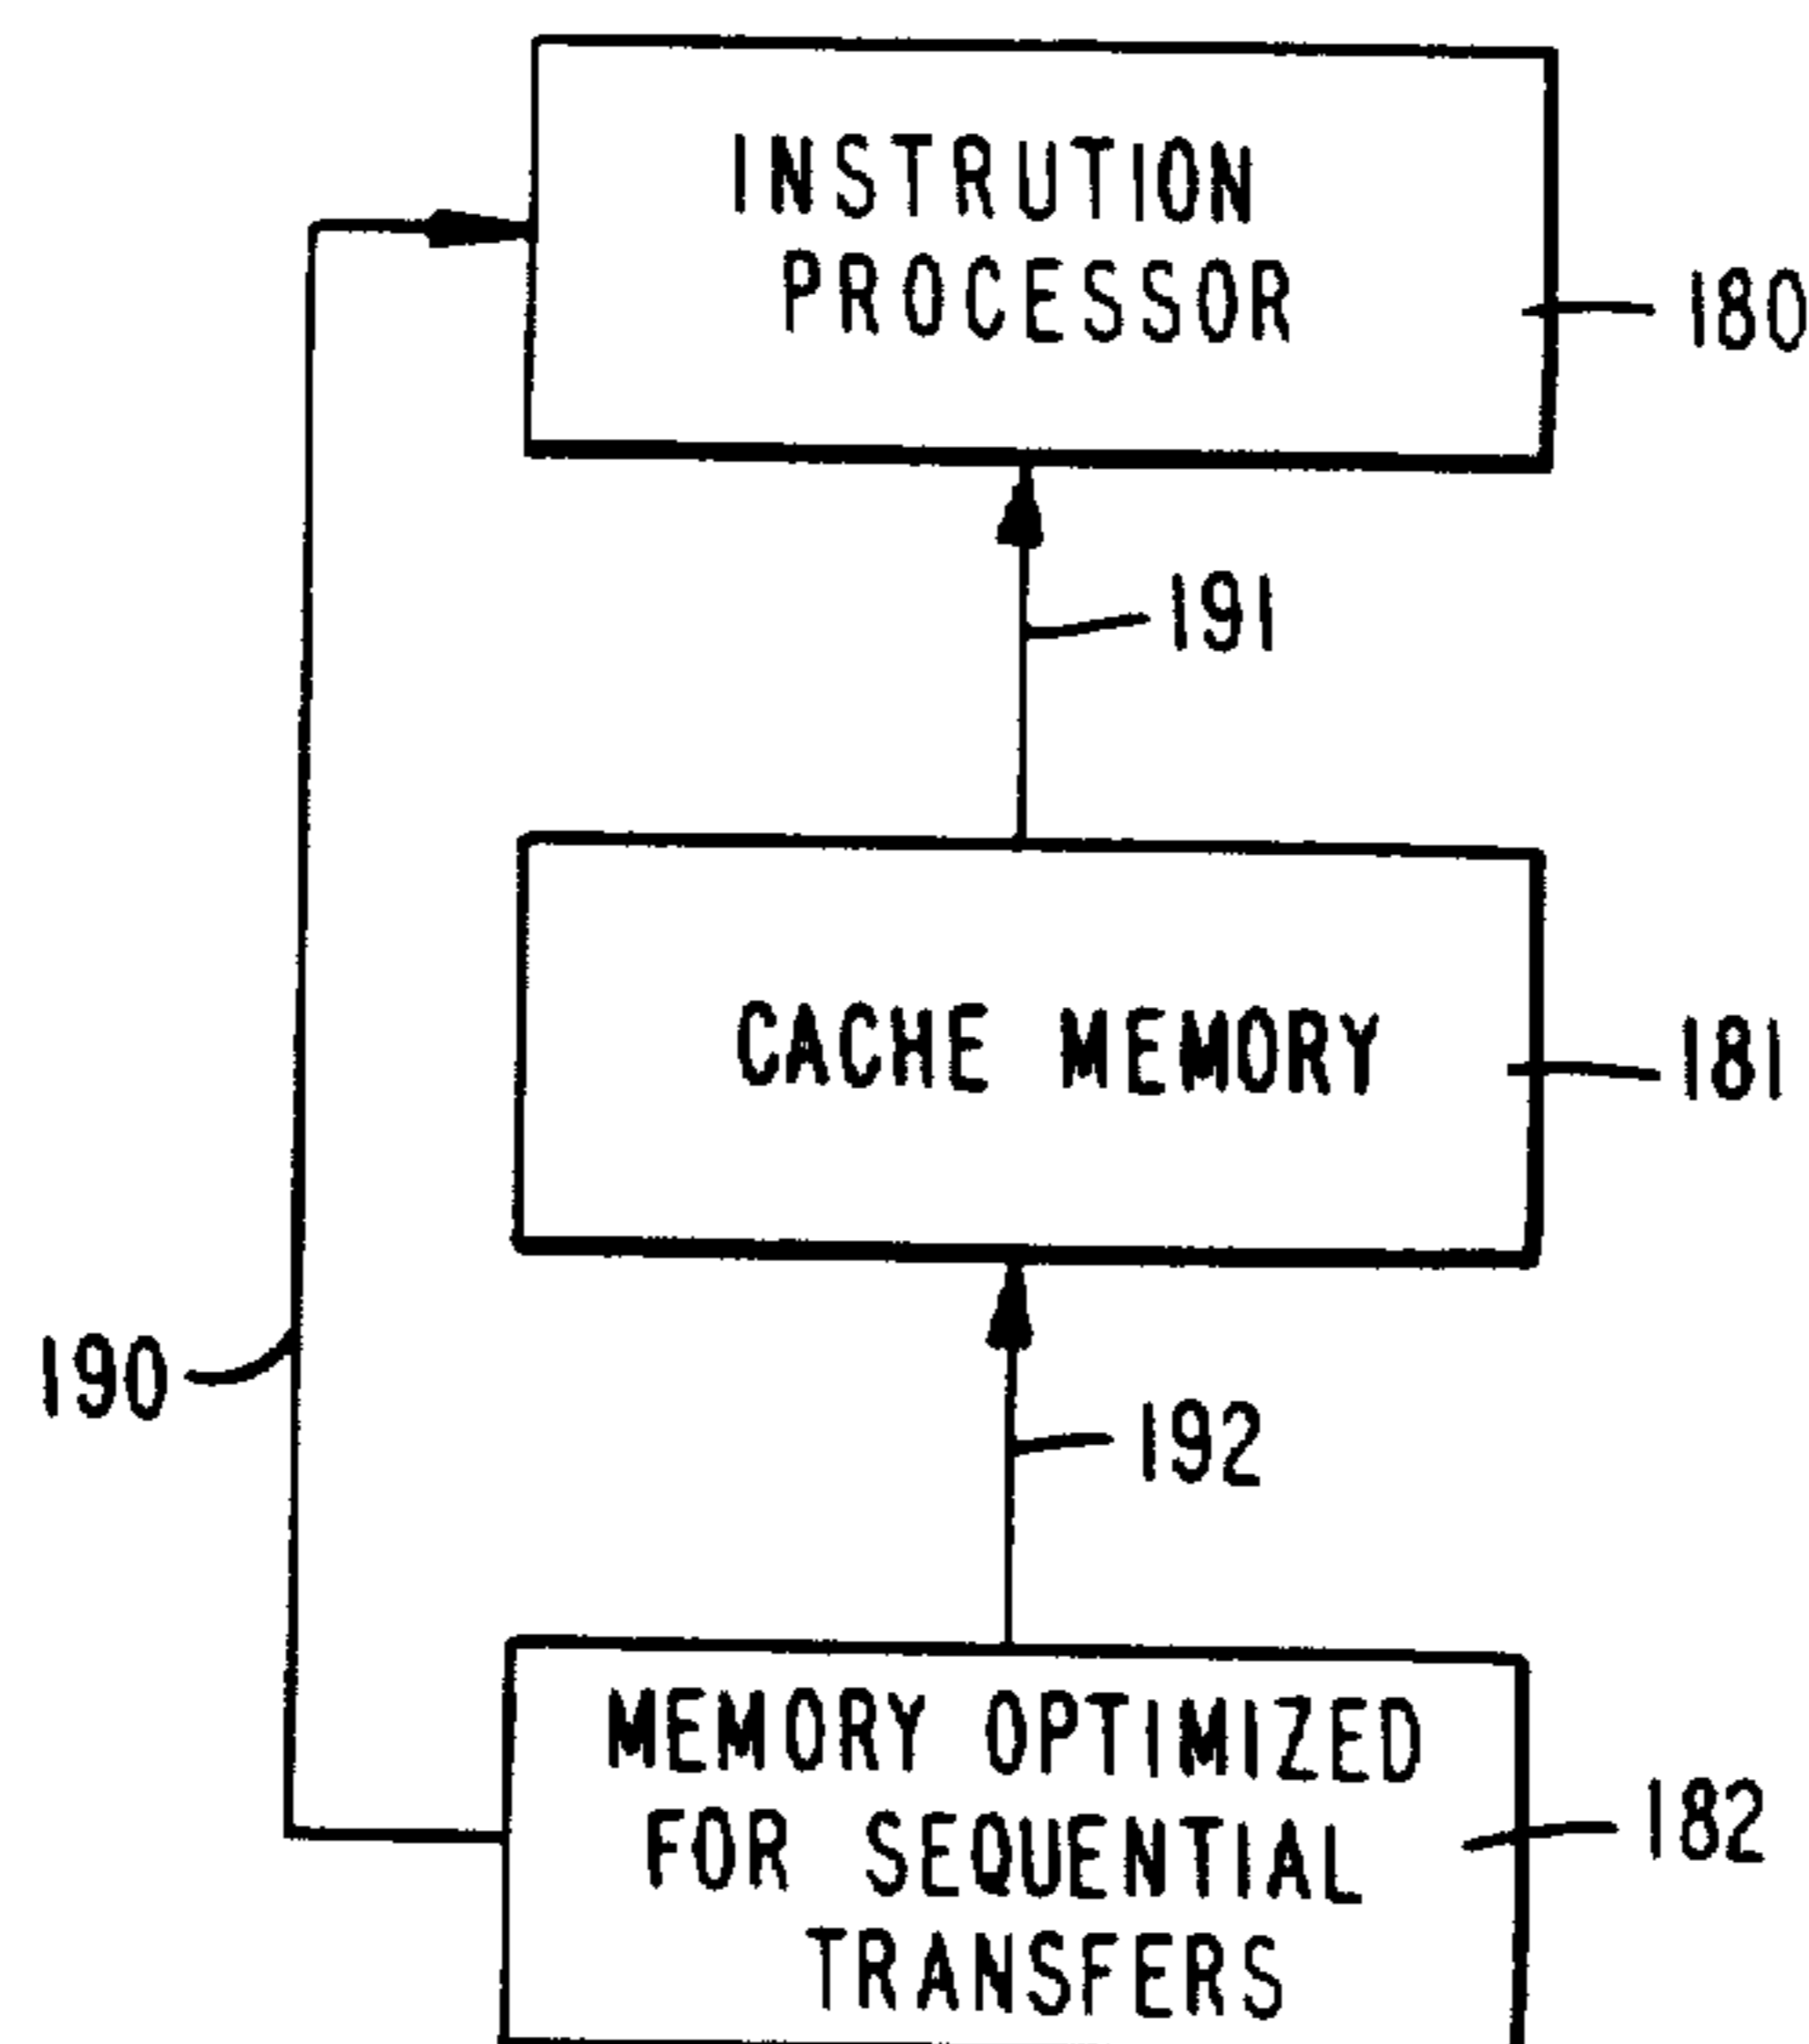 INSTRUTION
PROCESSOR
180
191
CACHE MEMORY
181
190
192
MEMORY OPTIMIZED
FOR SEQUENTIAL
TRANSFERS
182